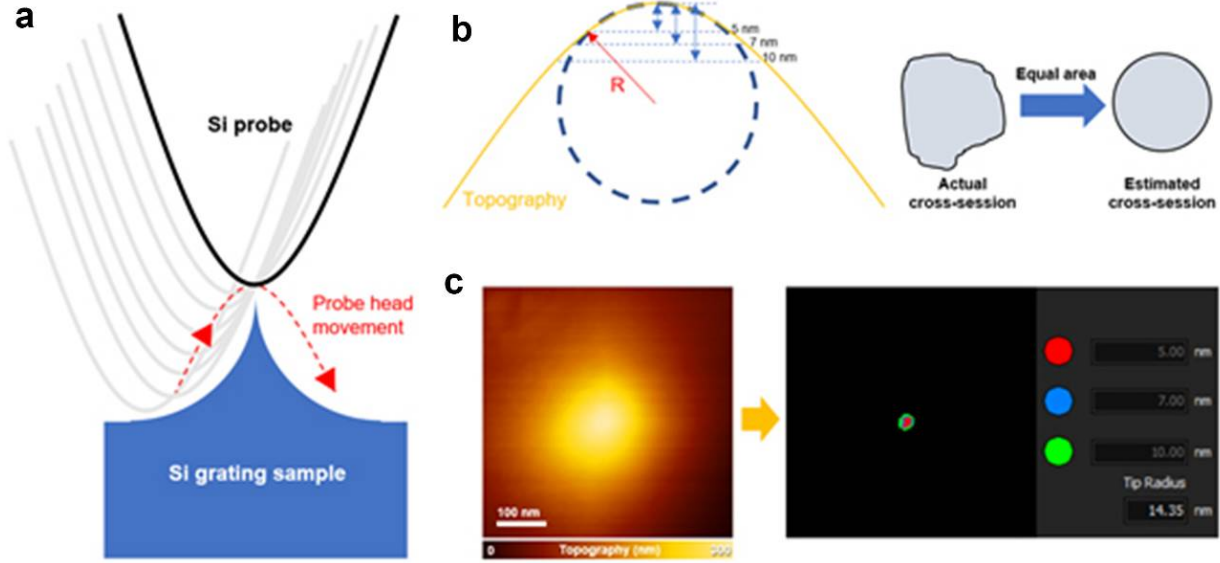 a
Si probe
Probe head
movement
Si grating sample
b
5 nm
7 nm
10 nm
R
Topography
Equal area
Actual
cross-session
Estimated
cross-session
c
100 nm
0
Topography (nm)
300
5.00 nm
7.00 nm
10.00 nm
Tip Radius
14.35 nm